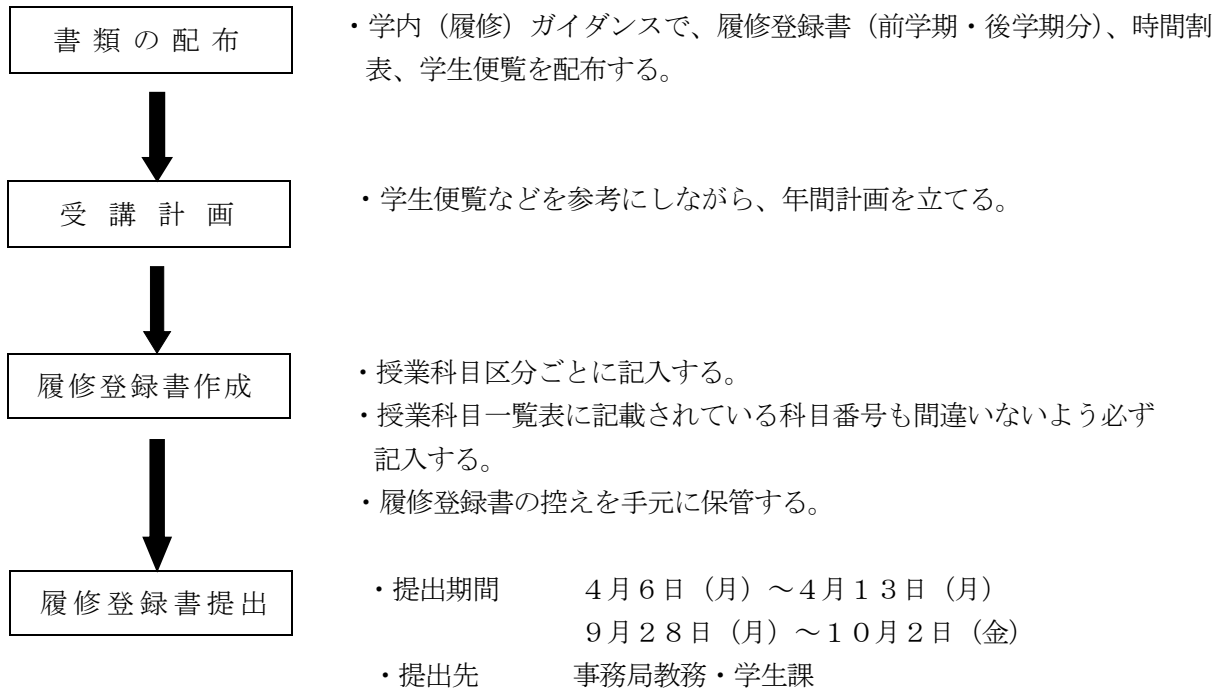 書類の配布
・学内（履修）ガイダンスで、履修登録書（前学期・後学期分）、時間割
表、学生便覧を配布する。
受講計画
・学生便覧などを参考にしながら、年間計画を立てる。
履修登録書作成
・授業科目区分ごとに記入する。
・授業科目一覧表に記載されている科目番号も間違いないよう必ず
記入する。
・履修登録書の控えを手元に保管する。
履修登録書提出
・提出期間　４月６日（月）～４月１３日（月）
９月２８日（月）～１０月２日（金）
・提出先　事務局教務・学生課